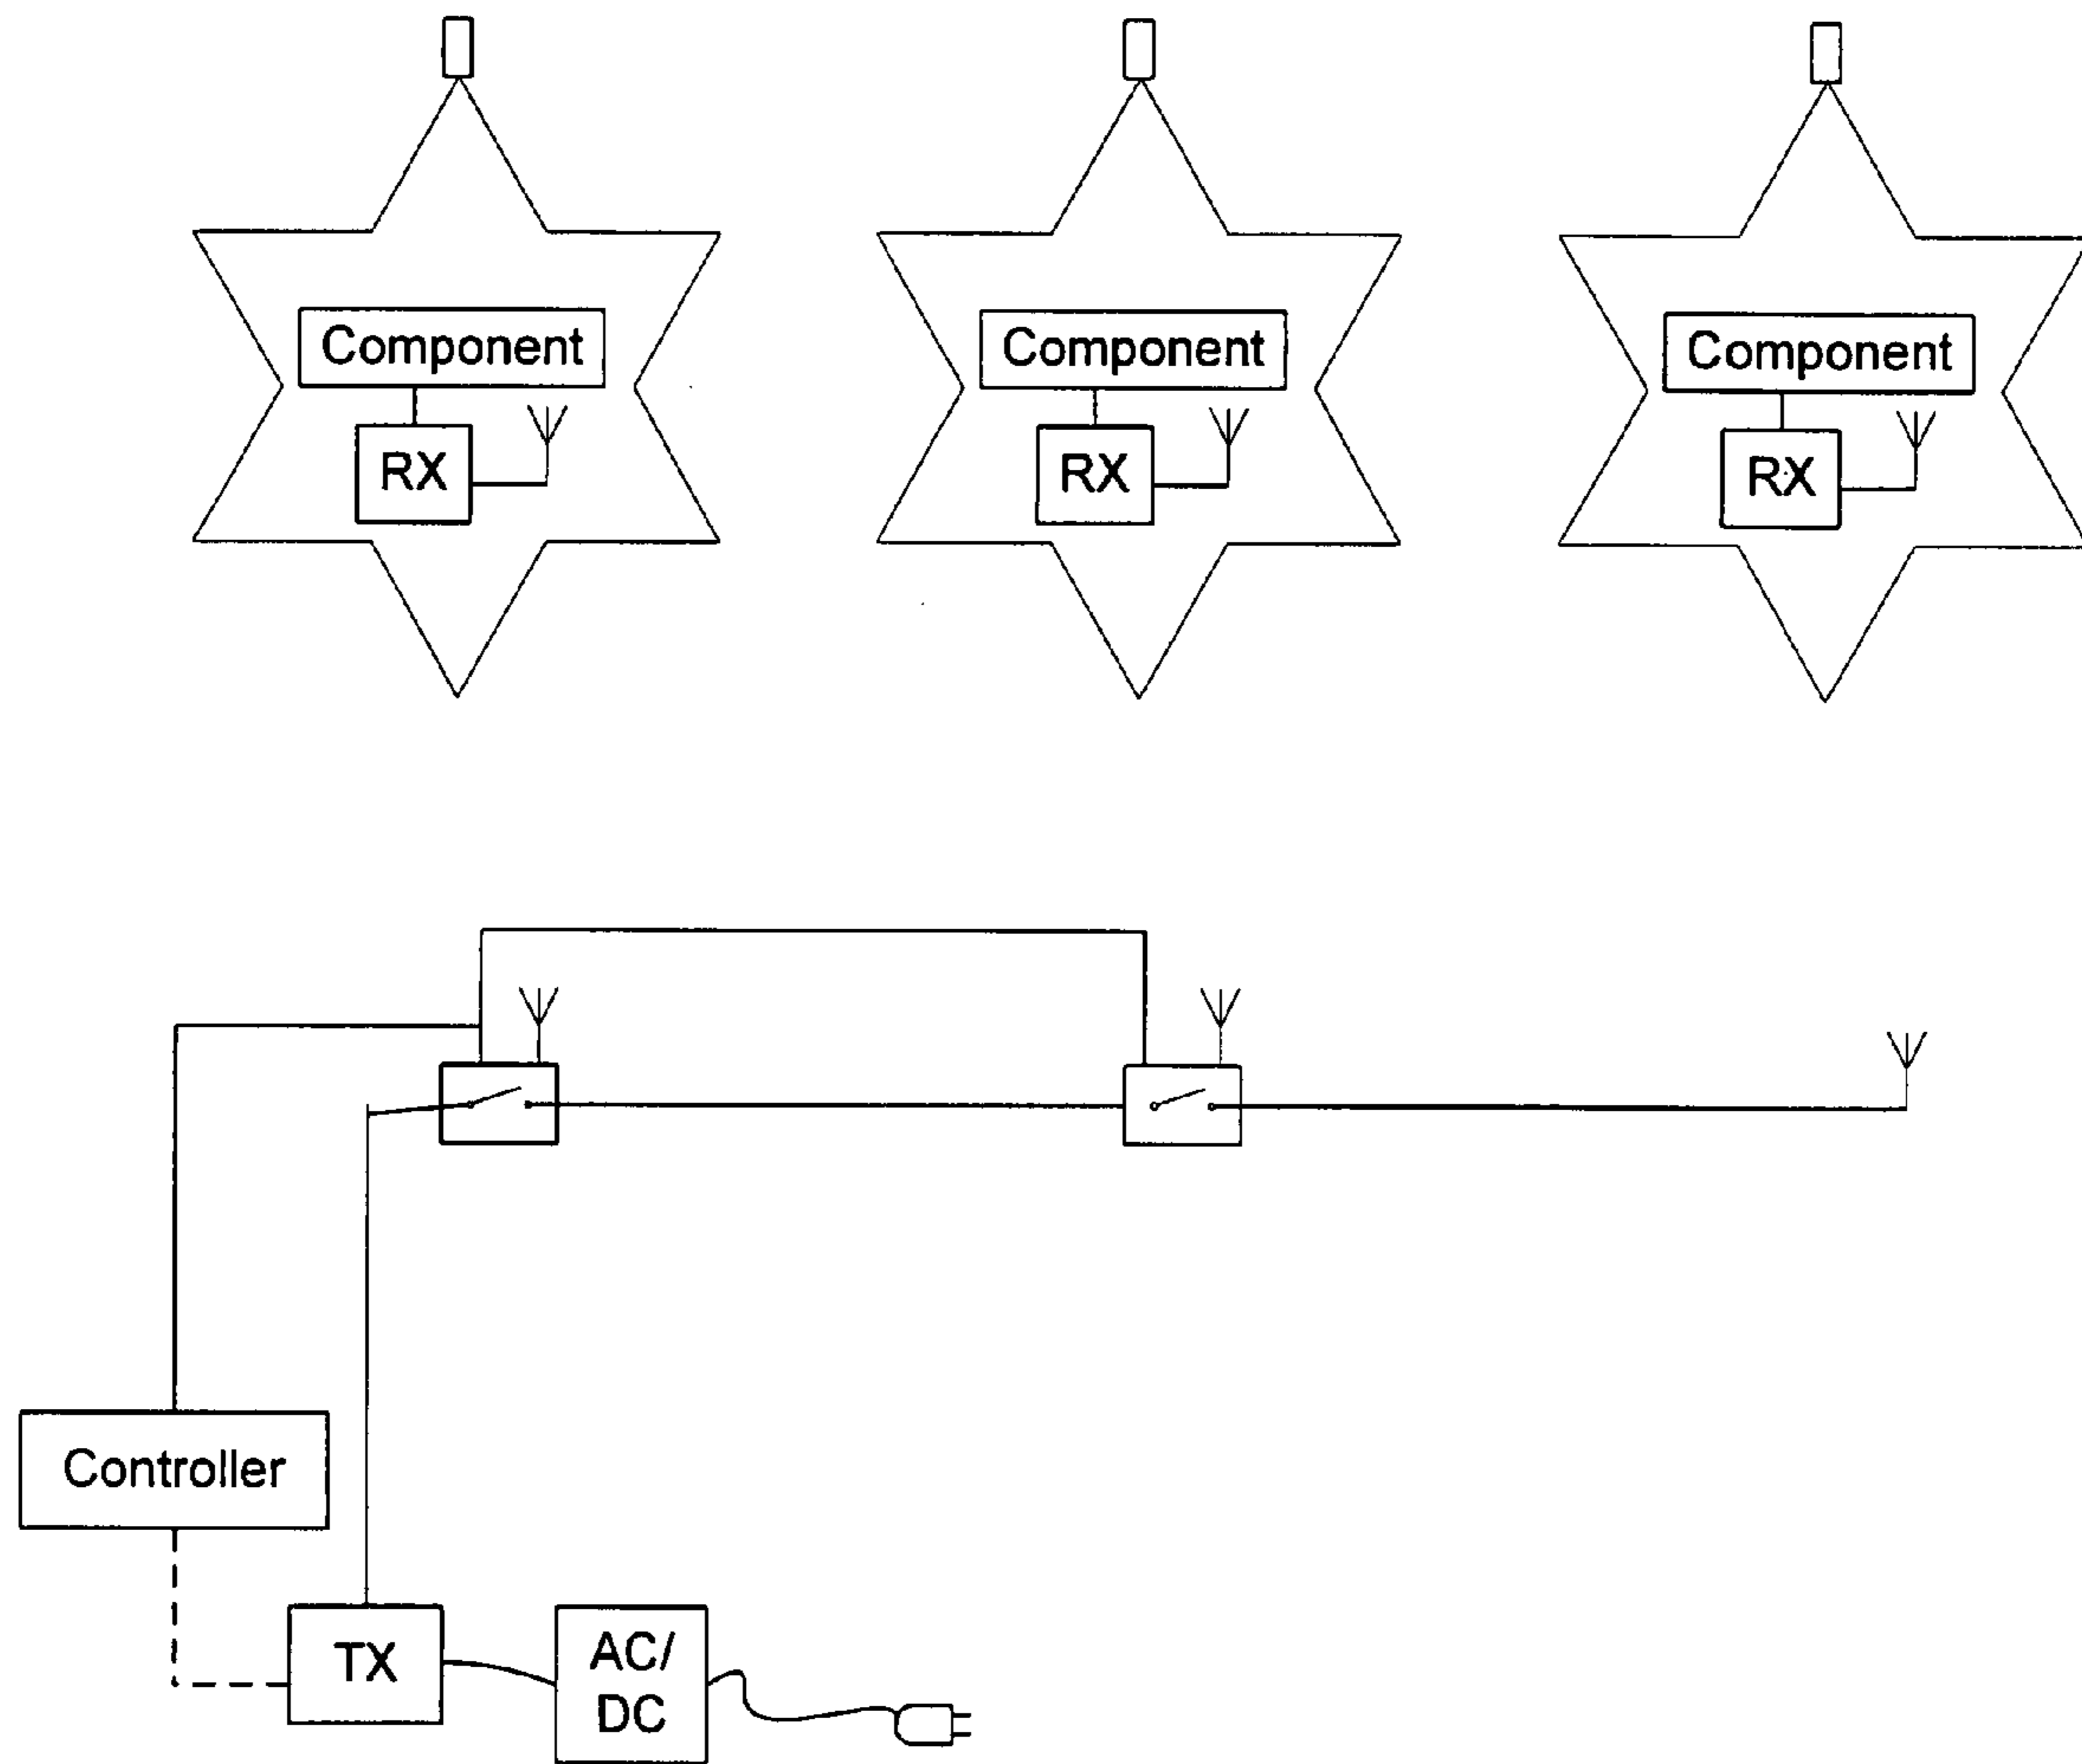 Component
Component
Component
RX
RX
RX
Controller
TX
AC/
DC